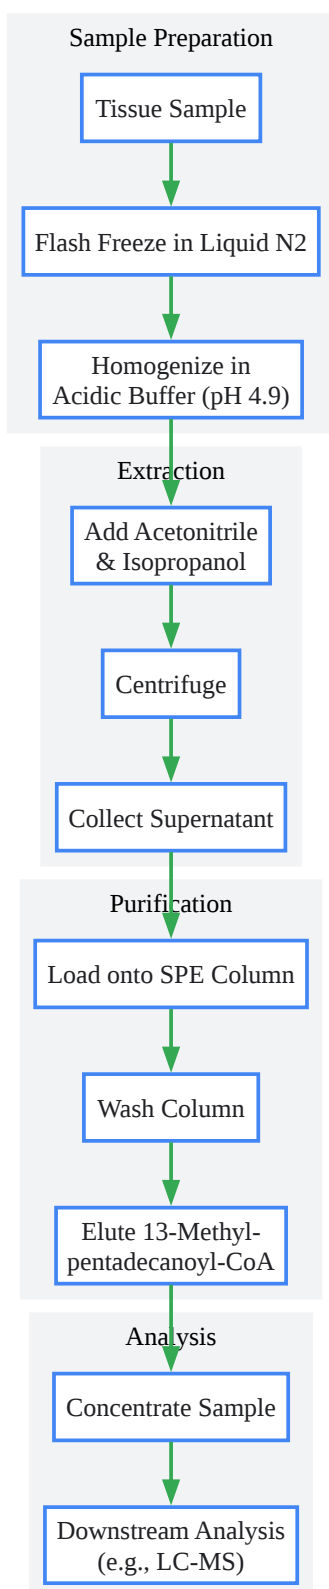 Sample Preparation
Tissue Sample
Flash Freeze in Liquid N2
Homogenize in
Acidic Buffer (pH 4.9)
Extraction
Add Acetonitrile
& Isopropanol
Centrifuge
Collect Supernatant
Purification
Load onto SPE Column
Wash Column
Elute 13-Methyl-
pentadecanoyl-CoA
Analysis
Concentrate Sample
Downstream Analysis
(e.g., LC-MS)